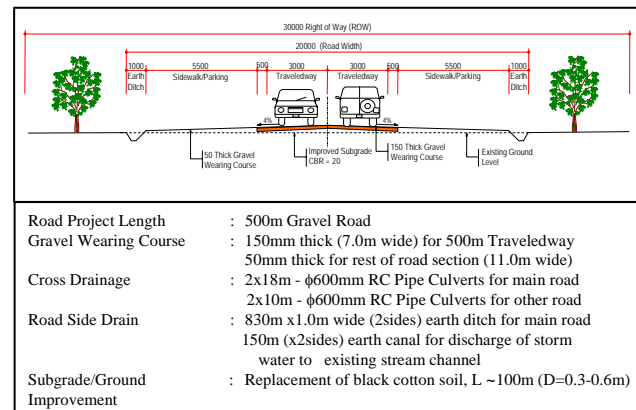 30000 Right of Way (ROW)
20000 (Road Width)
1000 5500 500 3000 3000 500 5500 1000
Earth Ditch Sidewalk/Parking Traveledway Traveledway Sidewalk/Parking Earth Ditch
4% 4%
50 Thick Gravel Wearing Course
Improved Subgrade CBR = 20
150 Thick Gravel Wearing Course
Existing Ground Level
Road Project Length : 500m Gravel Road
Gravel Wearing Course : 150mm thick (7.0m wide) for 500m Traveledway
50mm thick for rest of road section (11.0m wide)
Cross Drainage : 2x18m - ϕ600mm RC Pipe Culverts for main road
2x10m - ϕ600mm RC Pipe Culverts for other road
Road Side Drain : 830m x1.0m wide (2sides) earth ditch for main road
150m (x2sides) earth canal for discharge of storm
water to existing stream channel
Subgrade/Ground : Replacement of black cotton soil, L ~100m (D=0.3-0.6m)
Improvement